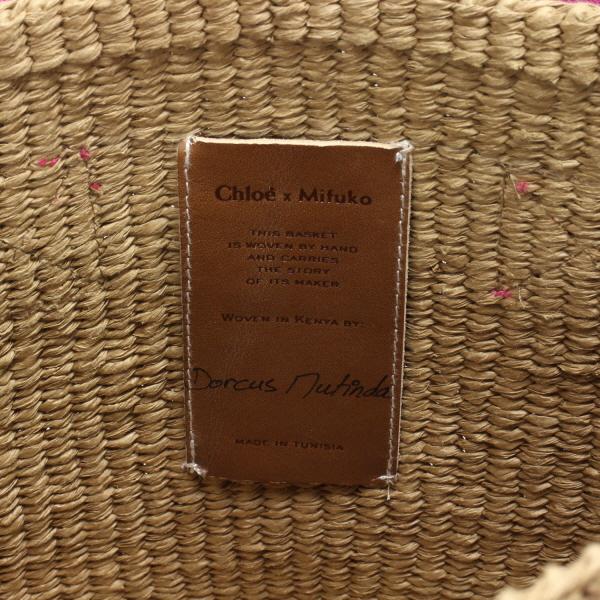 Chloé x Mifuko
THIS BASKET
IS WOVEN BY HAND
AND CARRIES
THE STORY
OF ITS MAKER
WOVEN IN KENYA BY:
Dorcus Mutinda
MADE IN TUNISIA